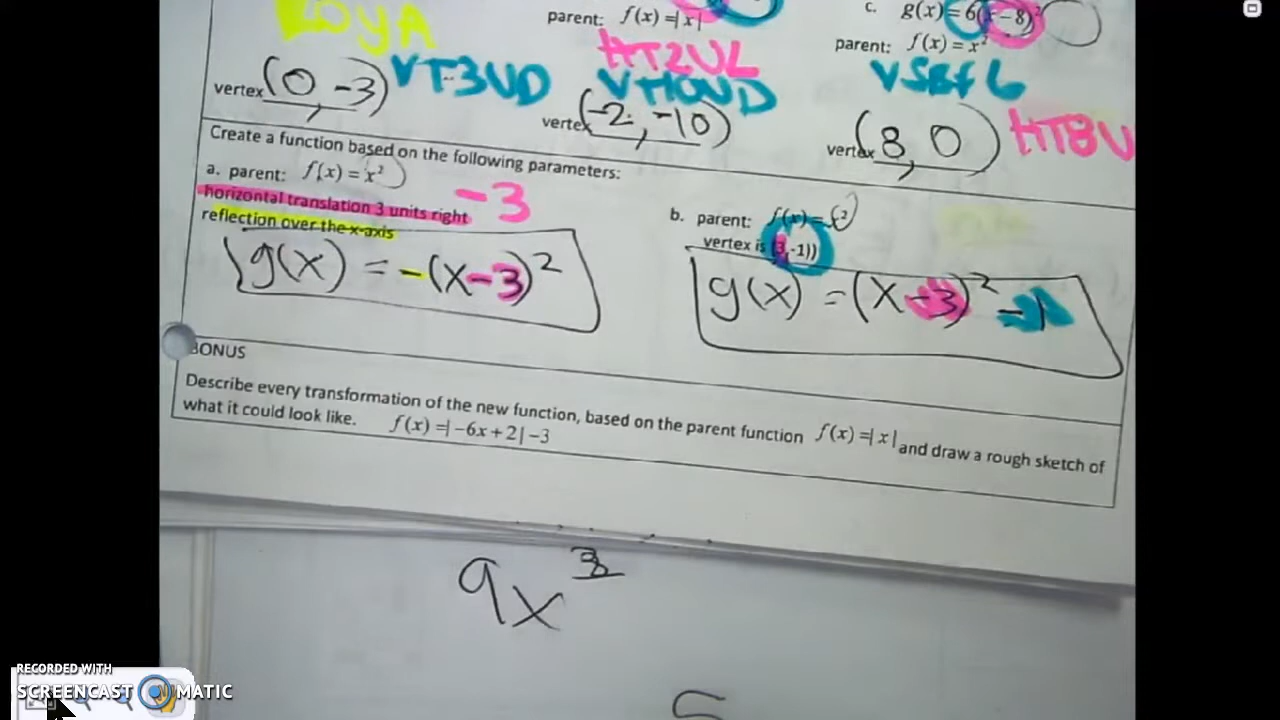 parent: f(x)=|x|
c. g(x)=6(x-8)²
parent: f(x)=x²
HT2UL
VT3UD
VT10UD
VSBF6
vertex (0, -3)
vertex (-2, -10)
vertex (8, 0)
HT8U
Create a function based on the following parameters:
a. parent: f(x)=x²
horizontal translation 3 units right -3
reflection over the x-axis
g(x) = -(x-3)²
b. parent:
vertex is (3,-1))
g(x) = (x-3)² -1
BONUS
Describe every transformation of the new function, based on the parent function f(x)=|x| and draw a rough sketch of
what it could look like. f(x)=|-6x+2|-3
9x
5
RECORDED WITH
SCREENCAST MATIC